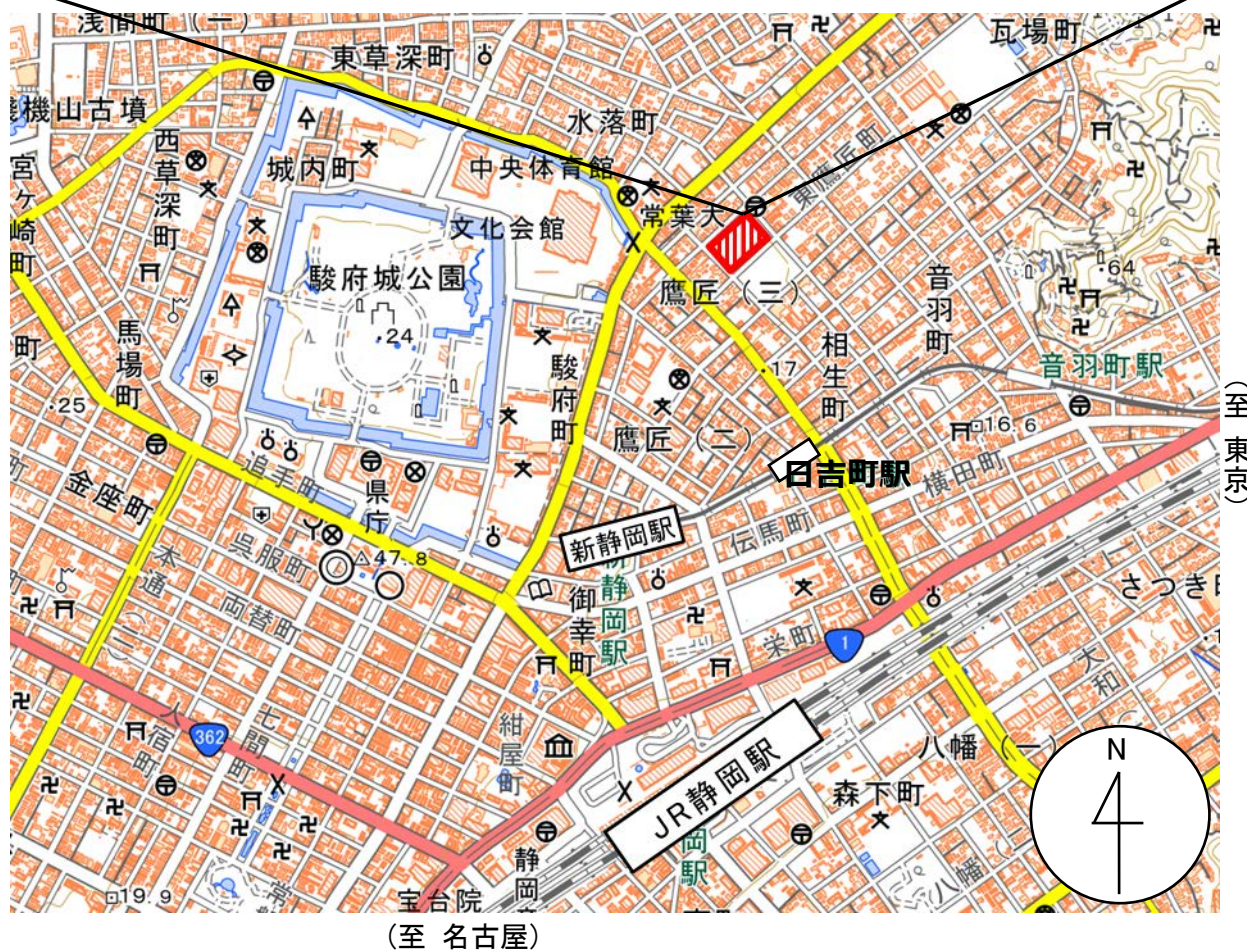 浅間町(一)
東草深町
瓦場町
機山古墳
水落町
西草深町
城内町
中央体育館
東鷹匠町
宮ヶ崎町
文化会館
常葉大
駿府城公園
鷹匠(三)
音羽町
・64
・24
馬場町
駿府町
相生町
音羽町駅
・17
町
・25
鷹匠(二)
16.6
(至 東京)
追手町
日吉町駅
横田町
金座町
県庁
新静岡駅
伝馬町
本通
呉服町
47.8
新静岡駅
さつき町
両替町
御幸町
栄町
1
大和
362
人宿町
七間町
紺屋町
八幡(一)
N
JR静岡駅
森下町
岡駅
静岡
八幡(
19.9
宝台院
(至 名古屋)